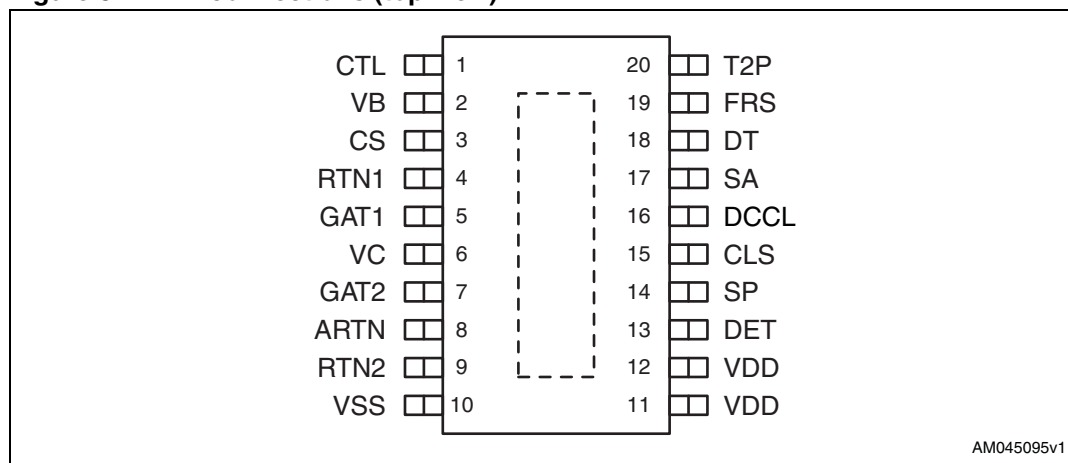 CTL 1 20 T2P
VB 2 19 FRS
CS 3 18 DT
RTN1 4 17 SA
GAT1 5 16 DCCL
VC 6 15 CLS
GAT2 7 14 SP
ARTN 8 13 DET
RTN2 9 12 VDD
VSS 10 11 VDD
AM045095v1